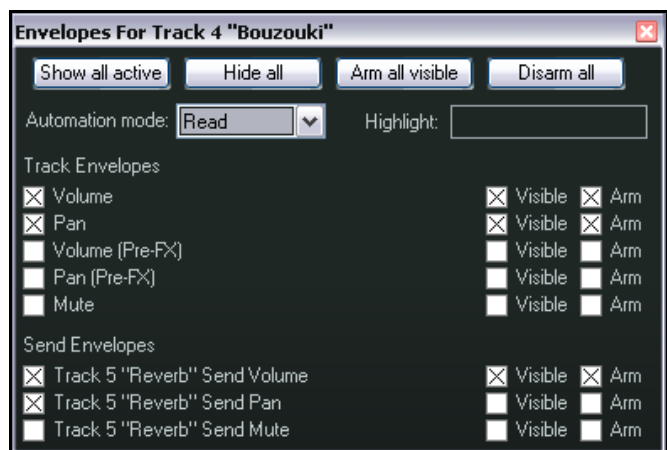 Envelopes For Track 4 "Bouzouki"
Show all active Hide all Arm all visible Disarm all
Automation mode: Read Highlight:
Track Envelopes
Volume Visible Arm
Pan Visible Arm
Volume (Pre-FX) Visible Arm
Pan (Pre-FX) Visible Arm
Mute Visible Arm
Send Envelopes
Track 5 "Reverb" Send Volume Visible Arm
Track 5 "Reverb" Send Pan Visible Arm
Track 5 "Reverb" Send Mute Visible Arm